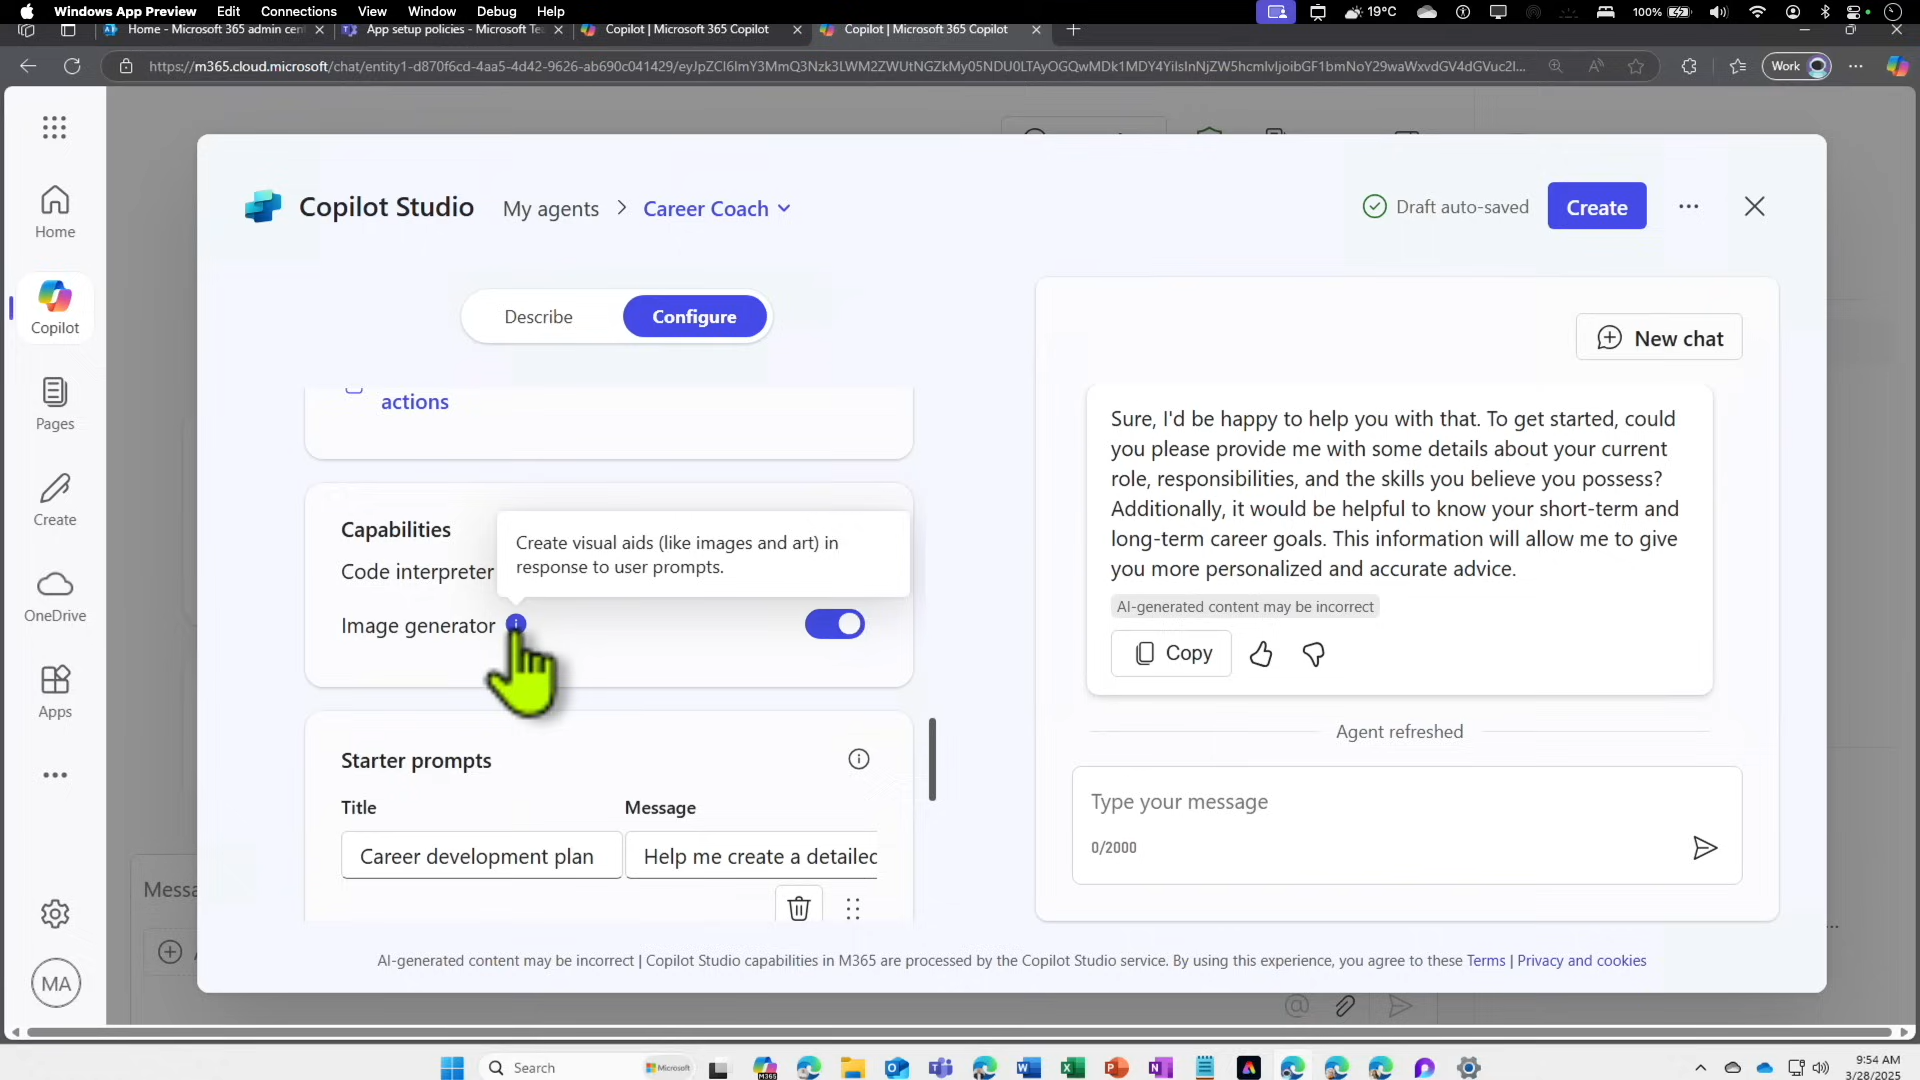 Windows App Preview Edit Connections View Window Debug Help
19°C 100%
Home - Microsoft 365 admin cen
App setup policies - Microsoft Te
Copilot | Microsoft 365 Copilot
Copilot | Microsoft 365 Copilot
Work
Home
Copilot
Pages
Create
OneDrive
Apps
MA
Copilot Studio My agents > Career Coach
Draft auto-saved
Create
Describe
Configure
actions
Capabilities
Code interpreter
Create visual aids (like images and art) in
response to user prompts.
Image generator
Starter prompts
Title Message
Career development plan Help me create a detailed
New chat
Sure, I'd be happy to help you with that. To get started, could
you please provide me with some details about your current
role, responsibilities, and the skills you believe you possess?
Additionally, it would be helpful to know your short-term and
long-term career goals. This information will allow me to give
you more personalized and accurate advice.
AI-generated content may be incorrect
Copy
Agent refreshed
Type your message
0/2000
Messa
AI-generated content may be incorrect | Copilot Studio capabilities in M365 are processed by the Copilot Studio service. By using this experience, you agree to these Terms | Privacy and cookies
Search
Microsoft
M365
9:54 AM
3/28/2025